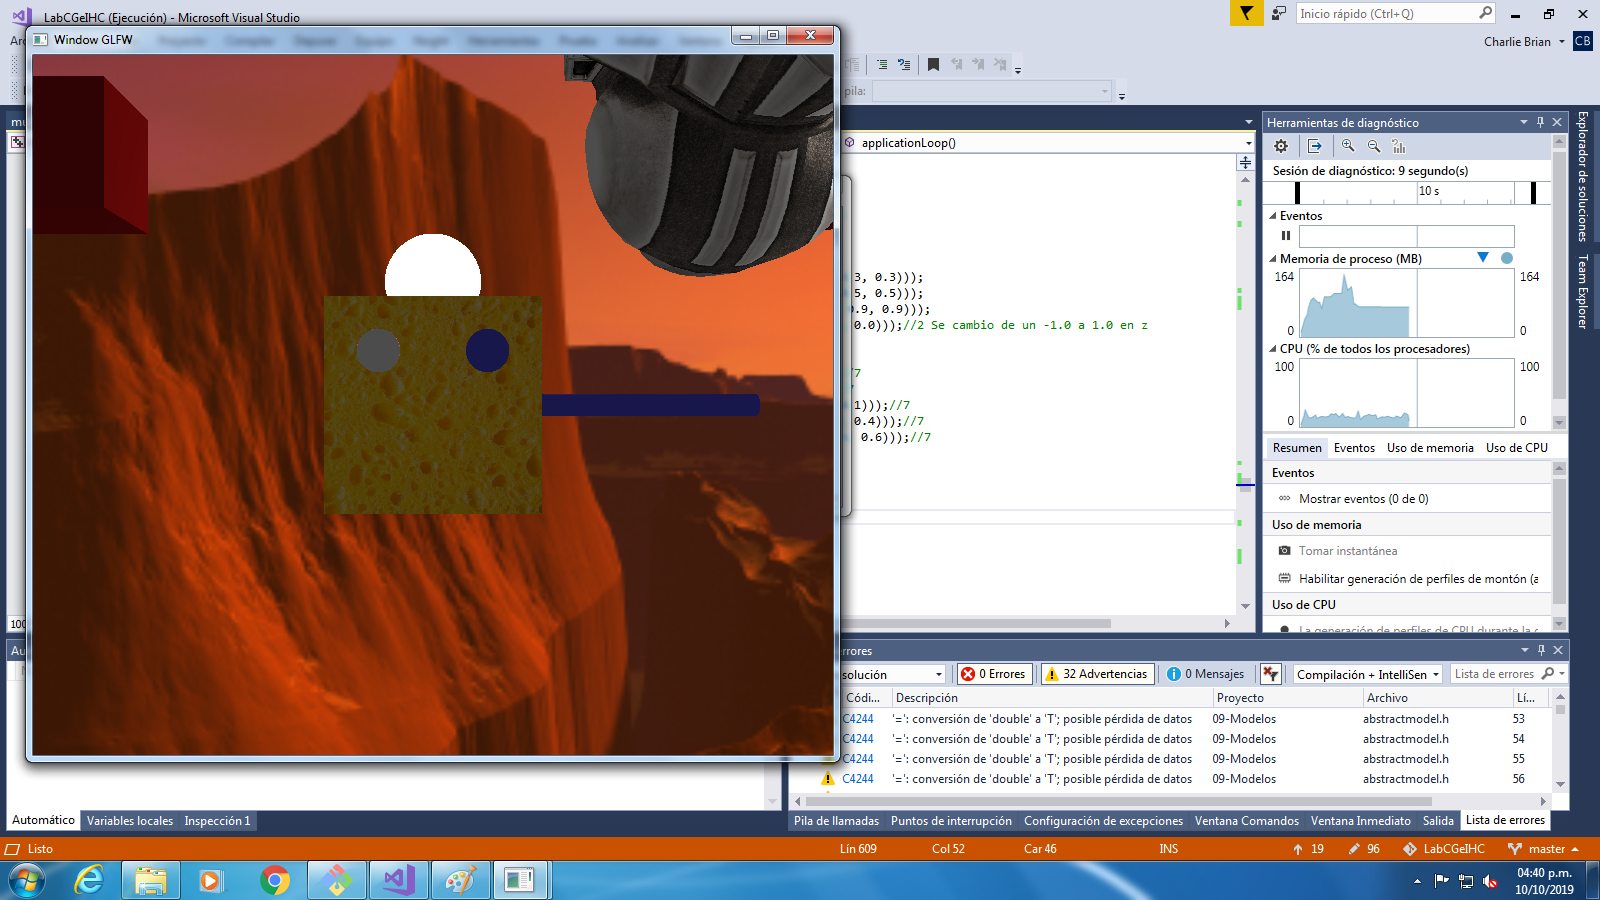 LabCGeIHC (Ejecución) - Microsoft Visual Studio
Inicio rápido (Ctrl+Q)
Window GLFW
Charlie Brian
CB
pila:
applicationLoop()
3, 0.3)));
5, 0.5)));
0.9, 0.9)));
0.0)));//2 Se cambio de un -1.0 a 1.0 en z
/7
1)));//7
0.4)));//7
0.6)));//7
100
Herramientas de diagnóstico
Sesión de diagnóstico: 9 segundo(s)
10 s
Eventos
Memoria de proceso (MB)
164
164
0
0
CPU (% de todos los procesadores)
100
100
0
0
Resumen
Eventos
Uso de memoria
Uso de CPU
Eventos
Mostrar eventos (0 de 0)
Uso de memoria
Tomar instantánea
Habilitar generación de perfiles de montón (a
Uso de CPU
La generación de perfiles de CPU durante la
Explorador de soluciones
Team Explorer
Au
errores
solución
0 Errores
32 Advertencias
0 Mensajes
Compilación + IntelliSen
Lista de errores
Códi...
Descripción
Proyecto
Archivo
Lí...
C4244 '=': conversión de 'double' a 'T'; posible pérdida de datos 09-Modelos abstractmodel.h 53
C4244 '=': conversión de 'double' a 'T'; posible pérdida de datos 09-Modelos abstractmodel.h 54
C4244 '=': conversión de 'double' a 'T'; posible pérdida de datos 09-Modelos abstractmodel.h 55
C4244 '=': conversión de 'double' a 'T'; posible pérdida de datos 09-Modelos abstractmodel.h 56
Automático
Variables locales
Inspección 1
Pila de llamadas
Puntos de interrupción
Configuración de excepciones
Ventana Comandos
Ventana Inmediato
Salida
Lista de errores
Listo
Lín 609
Col 52
Car 46
INS
19
96
LabCGeIHC
master
04:40 p.m.
10/10/2019